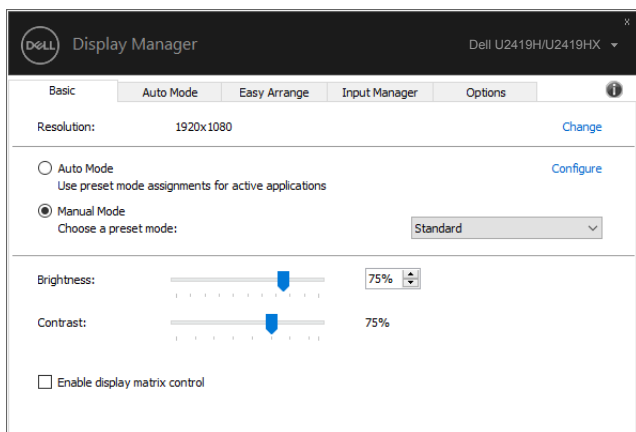 DELL Display Manager Dell U2419H/U2419HX
x
Basic Auto Mode Easy Arrange Input Manager Options i
Resolution: 1920x1080 Change
Auto Mode Configure
Use preset mode assignments for active applications
Manual Mode
Choose a preset mode: Standard
Brightness: 75%
Contrast: 75%
Enable display matrix control